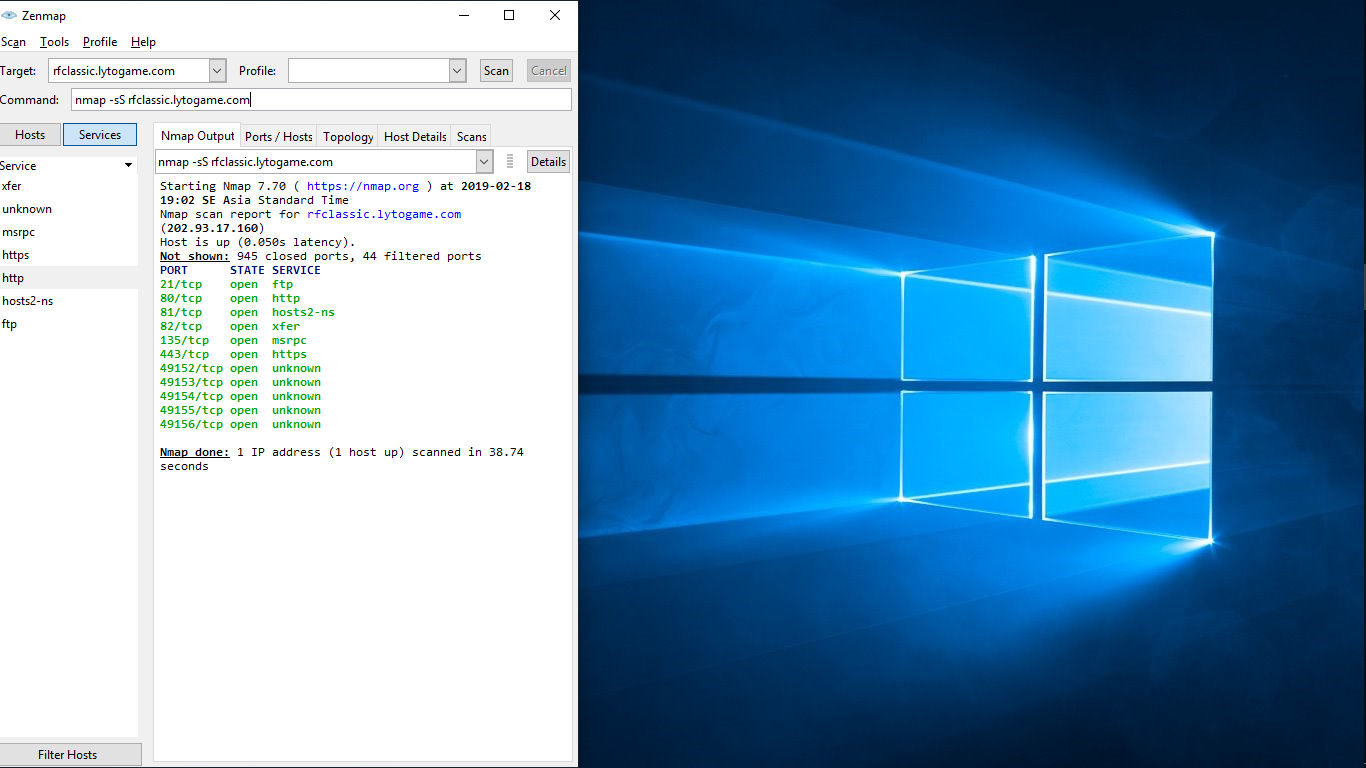 Zenmap
Scan Tools Profile Help
Target: rfclassic.lytogame.com Profile: Scan Cancel
Command: nmap -sS rfclassic.lytogame.com
Hosts Services
Service
xfer
unknown
msrpc
https
http
hosts2-ns
ftp
Filter Hosts
Nmap Output Ports / Hosts Topology Host Details Scans
nmap -sS rfclassic.lytogame.com Details
Starting Nmap 7.70 ( https://nmap.org ) at 2019-02-18
19:02 SE Asia Standard Time
Nmap scan report for rfclassic.lytogame.com
(202.93.17.160)
Host is up (0.050s latency).
Not shown: 945 closed ports, 44 filtered ports
PORT STATE SERVICE
21/tcp open ftp
80/tcp open http
81/tcp open hosts2-ns
82/tcp open xfer
135/tcp open msrpc
443/tcp open https
49152/tcp open unknown
49153/tcp open unknown
49154/tcp open unknown
49155/tcp open unknown
49156/tcp open unknown
Nmap done: 1 IP address (1 host up) scanned in 38.74
seconds